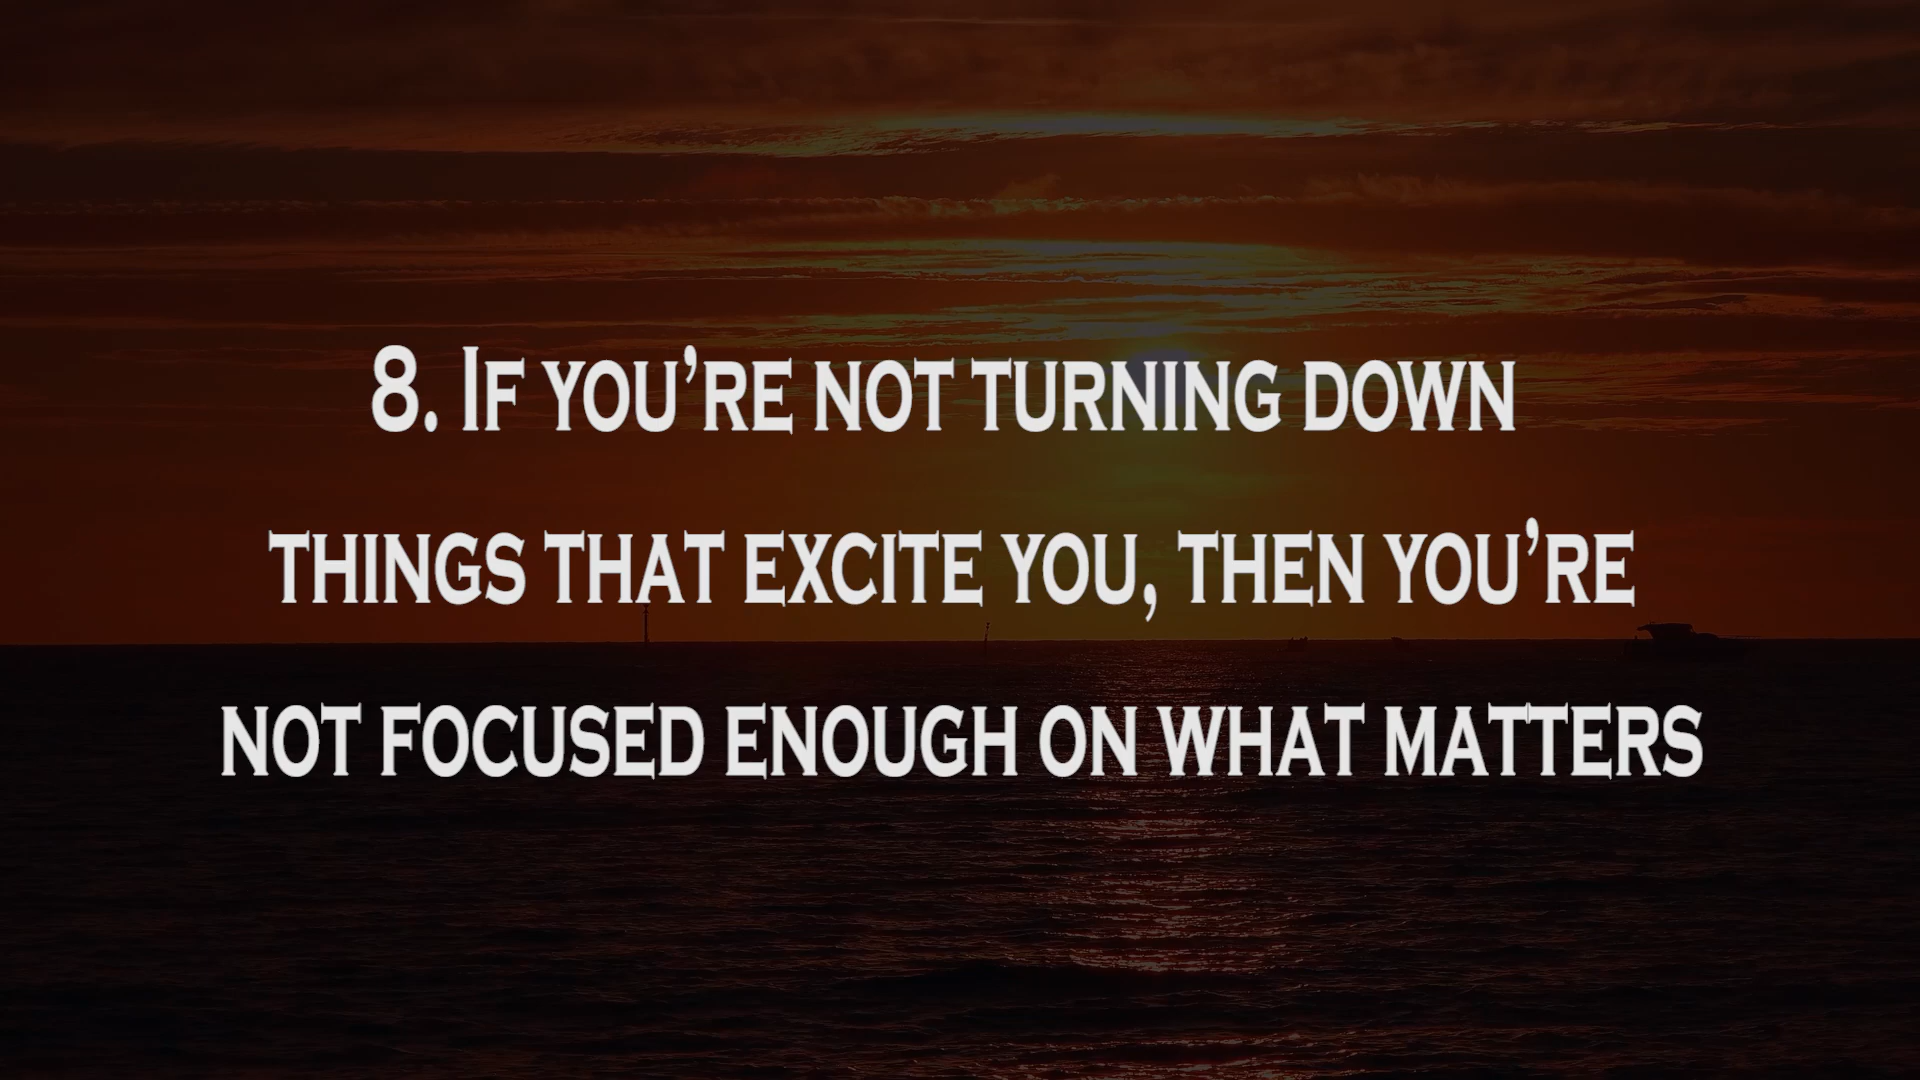 8. If you’re not turning down
things that excite you, then you’re
not focused enough on what matters